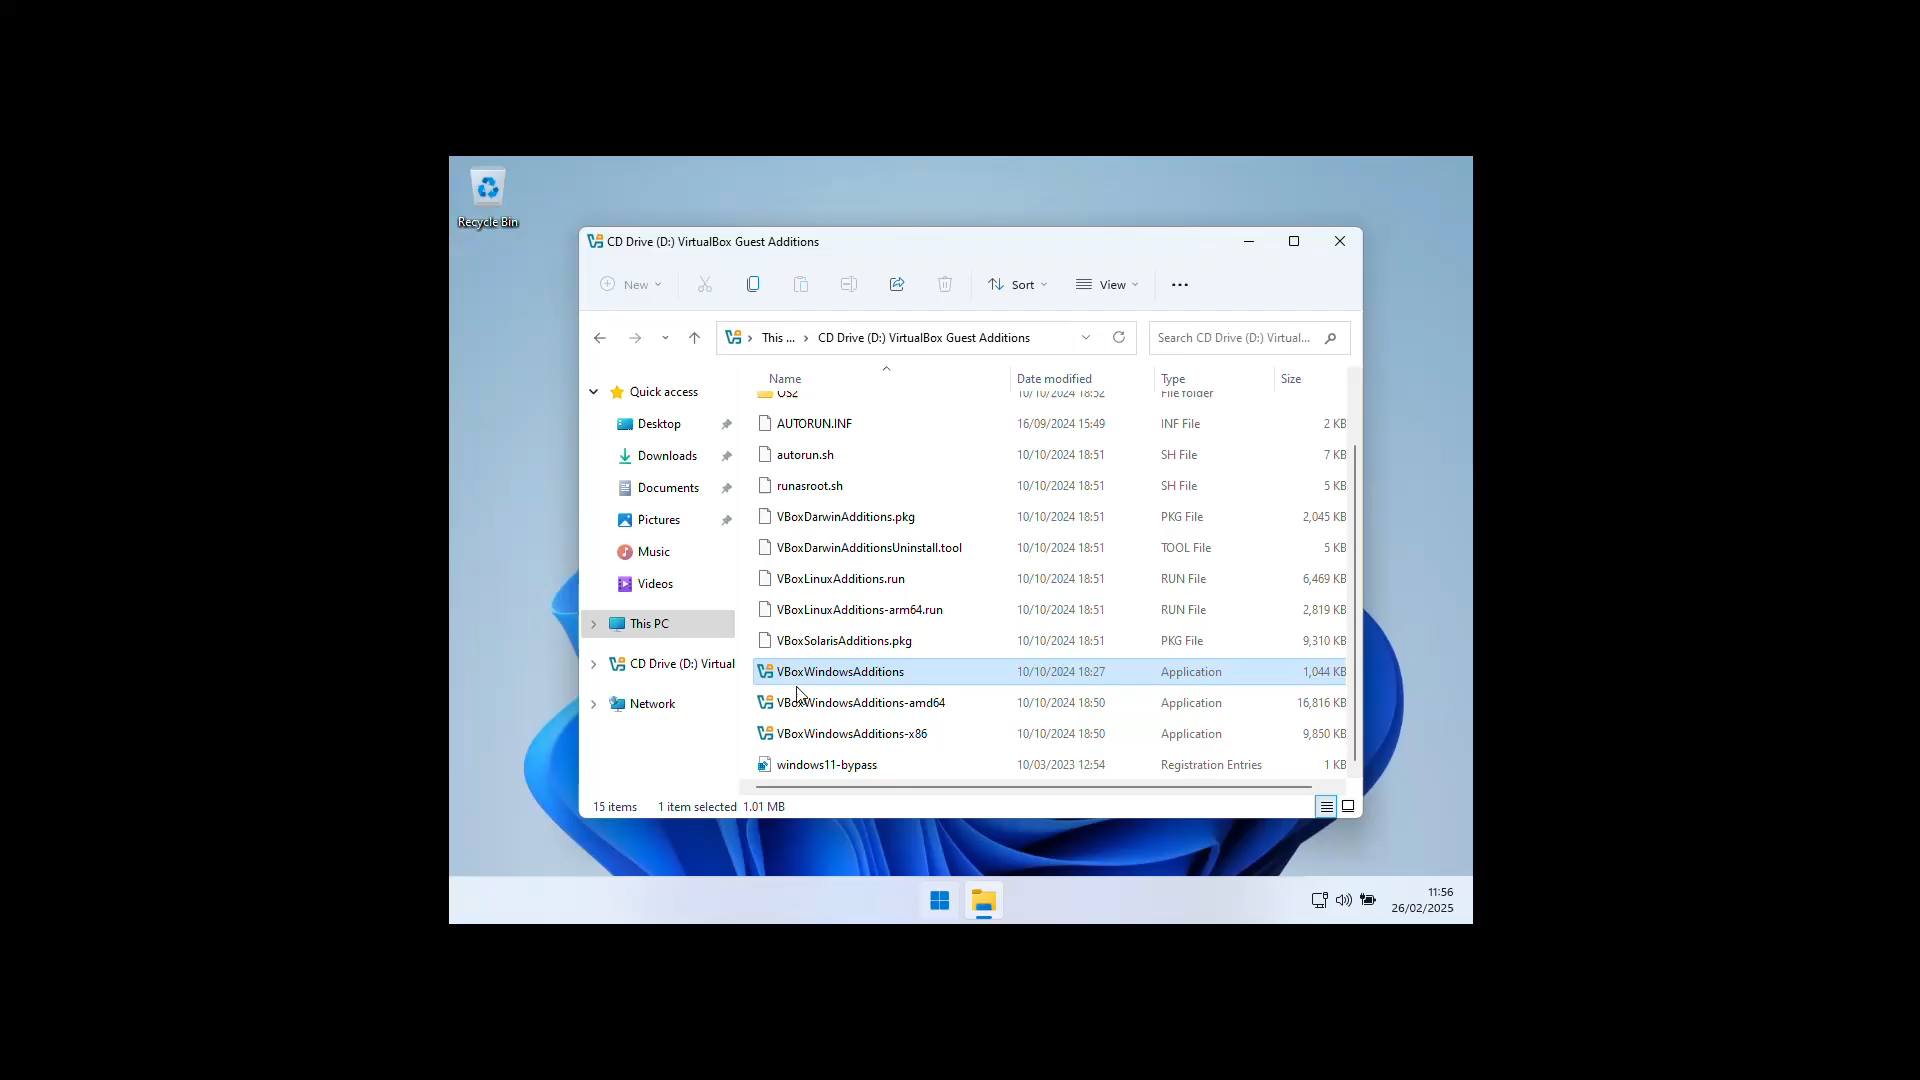 Recycle Bin
CD Drive (D:) VirtualBox Guest Additions
New
Sort
View
This ...
CD Drive (D:) VirtualBox Guest Additions
Search CD Drive (D:) Virtual...
Name Date modified Type Size
OS2 10/10/2024 18:52 File folder
AUTORUN.INF 16/09/2024 15:49 INF File 2 KB
autorun.sh 10/10/2024 18:51 SH File 7 KB
runasroot.sh 10/10/2024 18:51 SH File 5 KB
VBoxDarwinAdditions.pkg 10/10/2024 18:51 PKG File 2,045 KB
VBoxDarwinAdditionsUninstall.tool 10/10/2024 18:51 TOOL File 5 KB
VBoxLinuxAdditions.run 10/10/2024 18:51 RUN File 6,469 KB
VBoxLinuxAdditions-arm64.run 10/10/2024 18:51 RUN File 2,819 KB
VBoxSolarisAdditions.pkg 10/10/2024 18:51 PKG File 9,310 KB
VBoxWindowsAdditions 10/10/2024 18:27 Application 1,044 KB
VBoxWindowsAdditions-amd64 10/10/2024 18:50 Application 16,816 KB
VBoxWindowsAdditions-x86 10/10/2024 18:50 Application 9,850 KB
windows11-bypass 10/03/2023 12:54 Registration Entries 1 KB
Quick access
Desktop
Downloads
Documents
Pictures
Music
Videos
This PC
CD Drive (D:) Virtual
Network
15 items 1 item selected 1.01 MB
11:56
26/02/2025